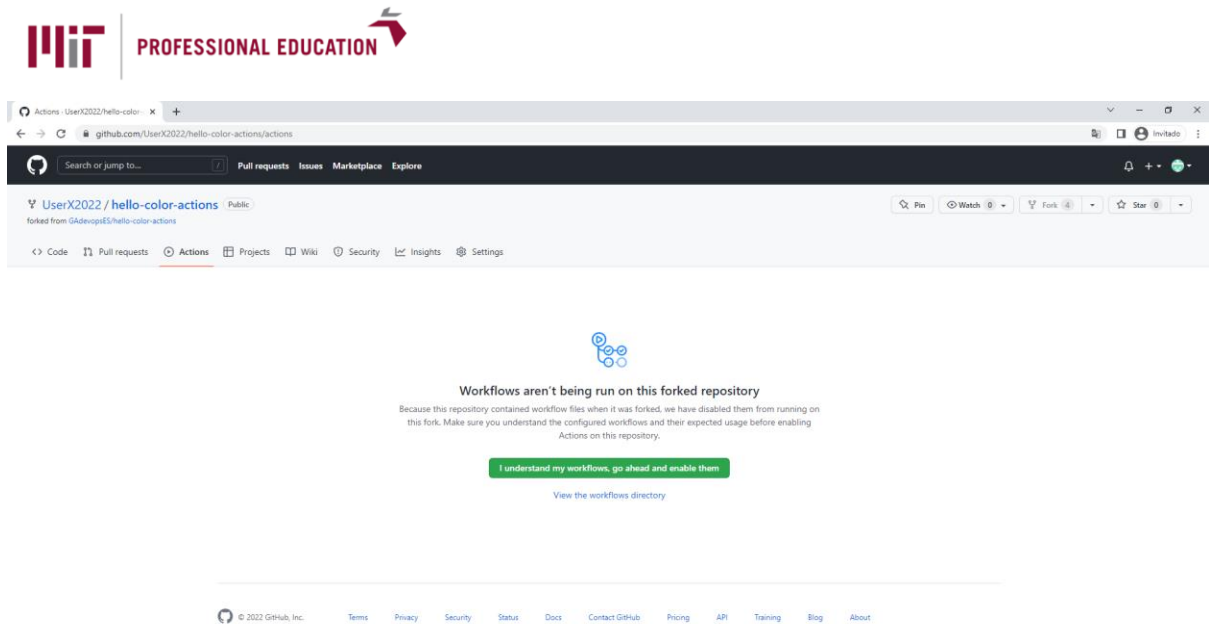 MIT PROFESSIONAL EDUCATION
Actions · UserX2022/hello-color-
github.com/UserX2022/hello-color-actions/actions
Invitado
Search or jump to...
/
Pull requests Issues Marketplace Explore
UserX2022 / hello-color-actions Public
Pin Watch 0 Fork 4 Star 0
forked from GAdevopsES/hello-color-actions
Code Pull requests Actions Projects Wiki Security Insights Settings
Workflows aren't being run on this forked repository
Because this repository contained workflow files when it was forked, we have disabled them from running on
this fork. Make sure you understand the configured workflows and their expected usage before enabling
Actions on this repository.
I understand my workflows, go ahead and enable them
View the workflows directory
© 2022 GitHub, Inc. Terms Privacy Security Status Docs Contact GitHub Pricing API Training Blog About